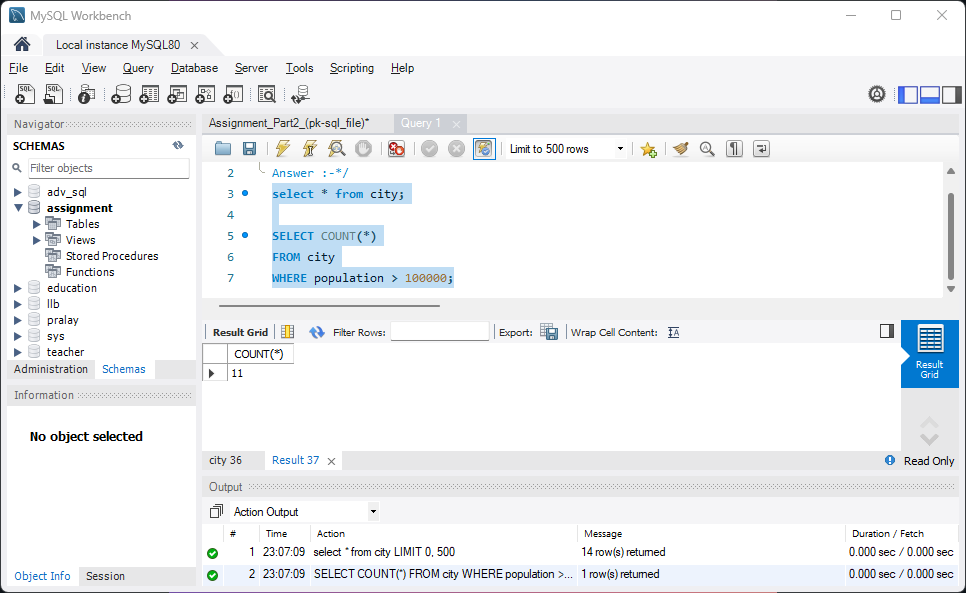 MySQL Workbench
Local instance MySQL80
File Edit View Query Database Server Tools Scripting Help
Navigator
SCHEMAS
Filter objects
adv_sql
assignment
Tables
Views
Stored Procedures
Functions
education
llb
pralay
sys
teacher
Administration Schemas
Information
No object selected
Object Info Session
Assignment_Part2_(pk-sql_file)* Query 1
Limit to 500 rows
2 Answer :-*/
3 select * from city;
4
5 SELECT COUNT(*)
6 FROM city
7 WHERE population > 100000;
Result Grid Filter Rows: Export: Wrap Cell Content:
COUNT(*)
11
Result Grid
city 36 Result 37 Read Only
Output
Action Output
# Time Action Message Duration / Fetch
1 23:07:09 select * from city LIMIT 0, 500 14 row(s) returned 0.000 sec / 0.000 sec
2 23:07:09 SELECT COUNT(*) FROM city WHERE population >... 1 row(s) returned 0.000 sec / 0.000 sec